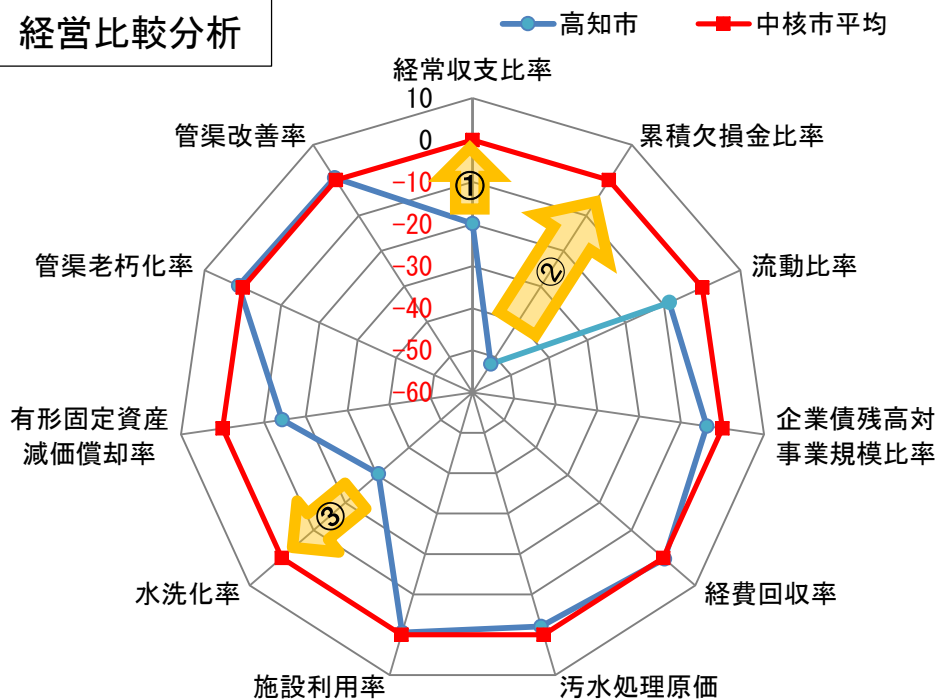 経営比較分析
高知市
中核市平均
経常収支比率
累積欠損金比率
流動比率
企業債残高対
事業規模比率
経費回収率
汚水処理原価
施設利用率
水洗化率
有形固定資産
減価償却率
管渠老朽化率
管渠改善率
10
0
-10
-20
-30
-40
-50
-60
①
②
③